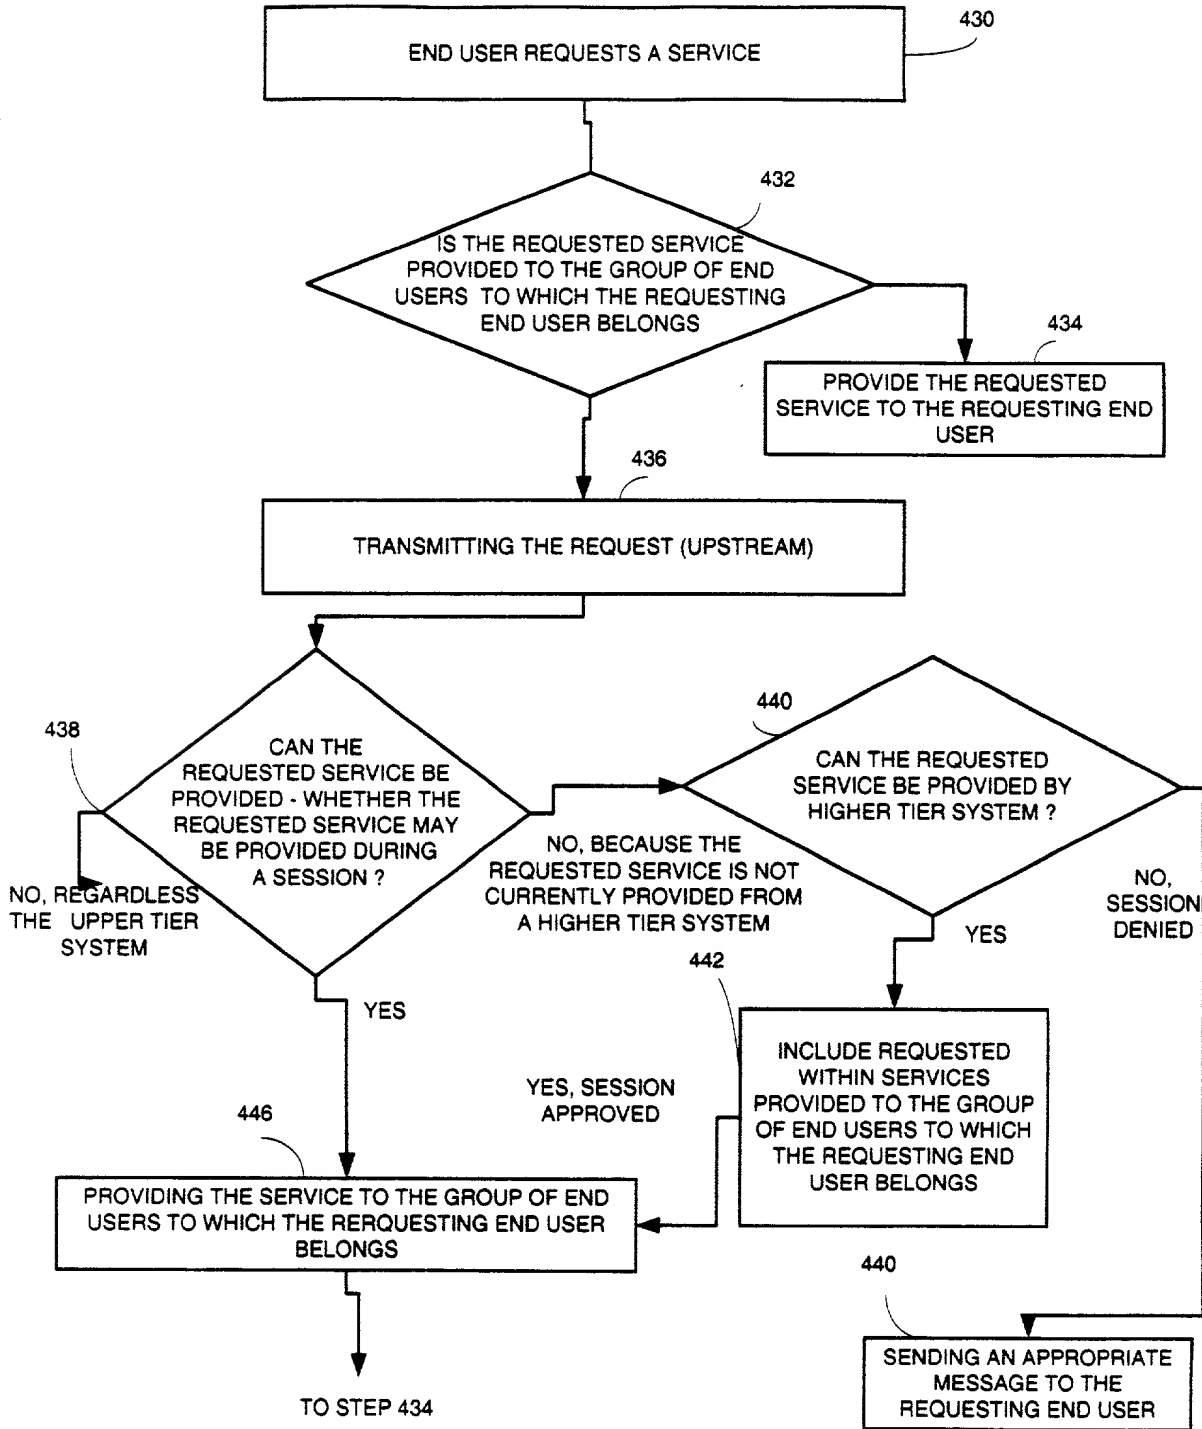 430
END USER REQUESTS A SERVICE
432
IS THE REQUESTED SERVICE
PROVIDED TO THE GROUP OF END
USERS TO WHICH THE REQUESTING
END USER BELONGS
434
PROVIDE THE REQUESTED
SERVICE TO THE REQUESTING END
USER
436
TRANSMITTING THE REQUEST (UPSTREAM)
438
CAN THE
REQUESTED SERVICE BE
PROVIDED - WHETHER THE
REQUESTED SERVICE MAY
BE PROVIDED DURING
A SESSION ?
440
CAN THE REQUESTED
SERVICE BE PROVIDED BY
HIGHER TIER SYSTEM ?
NO, REGARDLESS
THE UPPER TIER
SYSTEM
NO, BECAUSE THE
REQUESTED SERVICE IS NOT
CURRENTLY PROVIDED FROM
A HIGHER TIER SYSTEM
NO,
SESSION
DENIED
YES
YES
442
INCLUDE REQUESTED
WITHIN SERVICES
PROVIDED TO THE GROUP
OF END USERS TO WHICH
THE REQUESTING END
USER BELONGS
YES, SESSION
APPROVED
446
PROVIDING THE SERVICE TO THE GROUP OF END
USERS TO WHICH THE RERQUESTING END USER
BELONGS
440
SENDING AN APPROPRIATE
MESSAGE TO THE
REQUESTING END USER
TO STEP 434